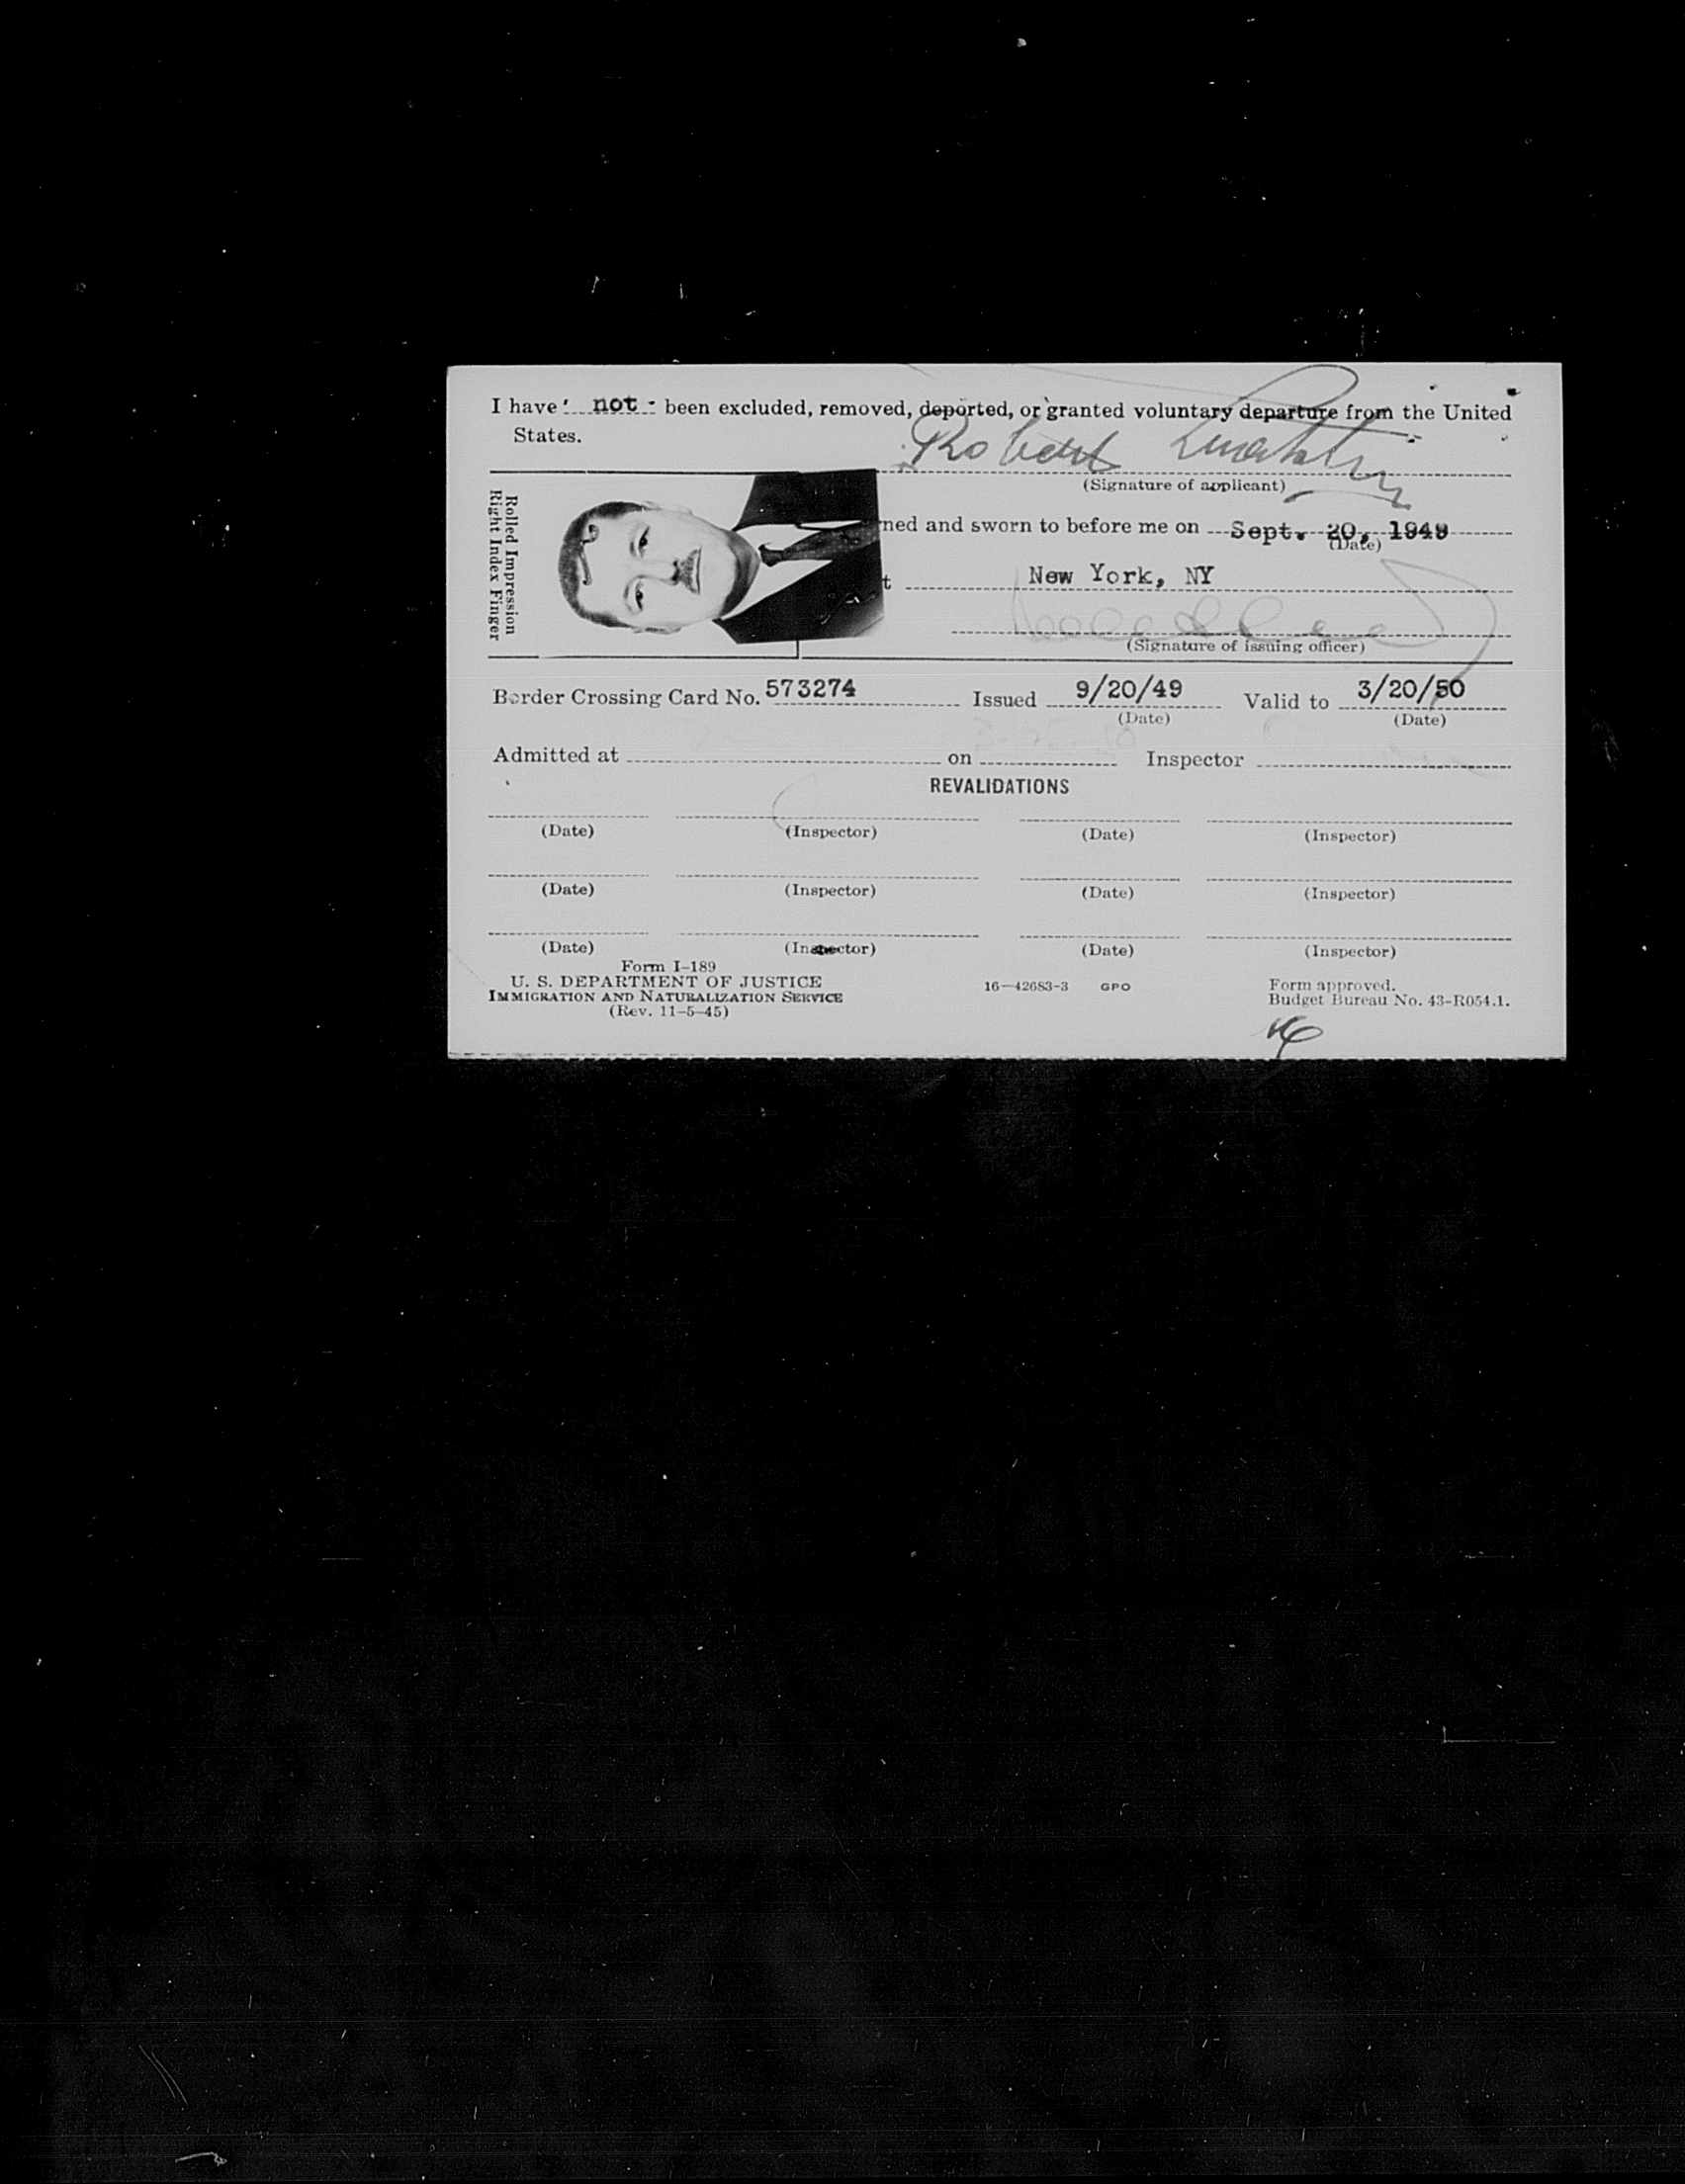 I have not - been excluded, removed, deported, or granted voluntary departure from the United
States.
Robert
(Signature of applicant)
Rolled Impression
Right Index Finger
ned and sworn to before me on Sept. 20, 1949
(Date)
t New York, NY
(Signature of issuing officer)
Border Crossing Card No. 573274 Issued 9/20/49 Valid to 3/20/50
(Date) (Date)
Admitted at on Inspector
REVALIDATIONS
(Date) (Inspector) (Date) (Inspector)
(Date) (Inspector) (Date) (Inspector)
(Date) (Inspector) (Date) (Inspector)
Form I-189
U. S. DEPARTMENT OF JUSTICE
IMMIGRATION AND NATURALIZATION SERVICE
(Rev. 11-5-45)
16—42683-3 GPO
Form approved.
Budget Bureau No. 43-R054.1.